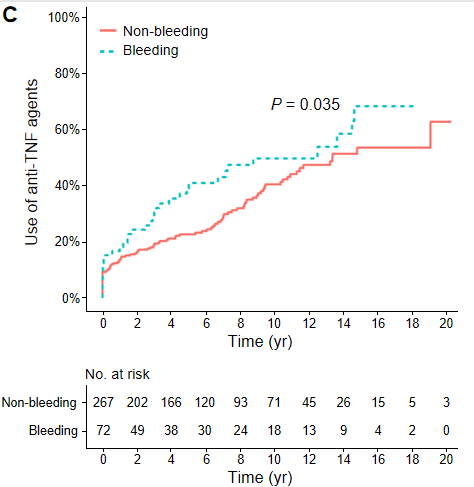 C
100%
80%
60%
40%
20%
0%
Use of anti-TNF agents
Non-bleeding
Bleeding
P = 0.035
0 2 4 6 8 10 12 14 16 18 20
Time (yr)
No. at risk
Non-bleeding 267 202 166 120 93 71 45 26 15 5 3
Bleeding 72 49 38 30 24 18 13 9 4 2 0
0 2 4 6 8 10 12 14 16 18 20
Time (yr)